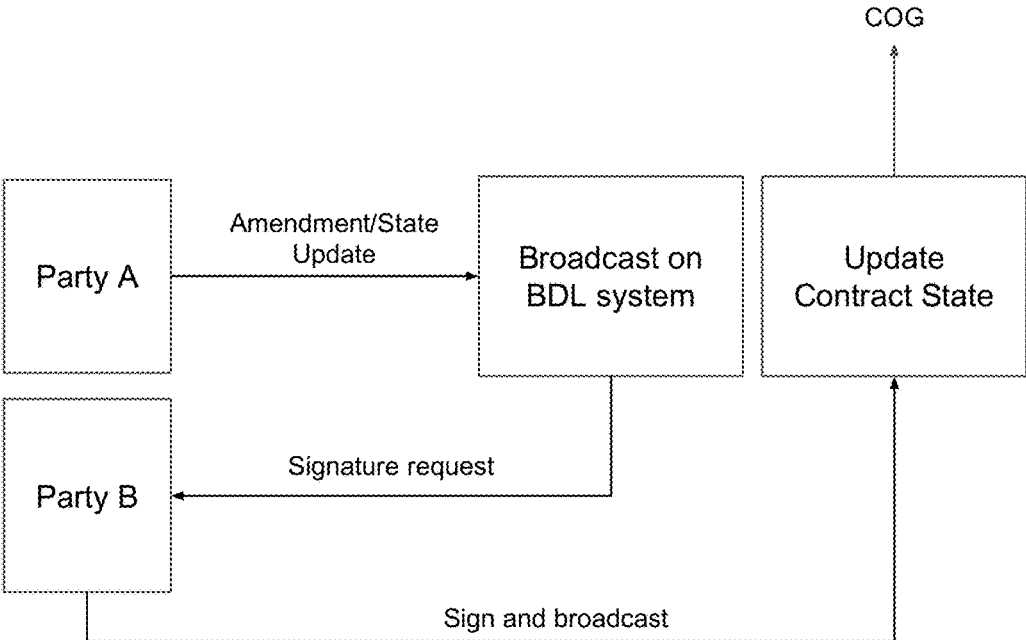 COG
Amendment/State
Update
Party A
Broadcast on
BDL system
Update
Contract State
Signature request
Party B
Sign and broadcast